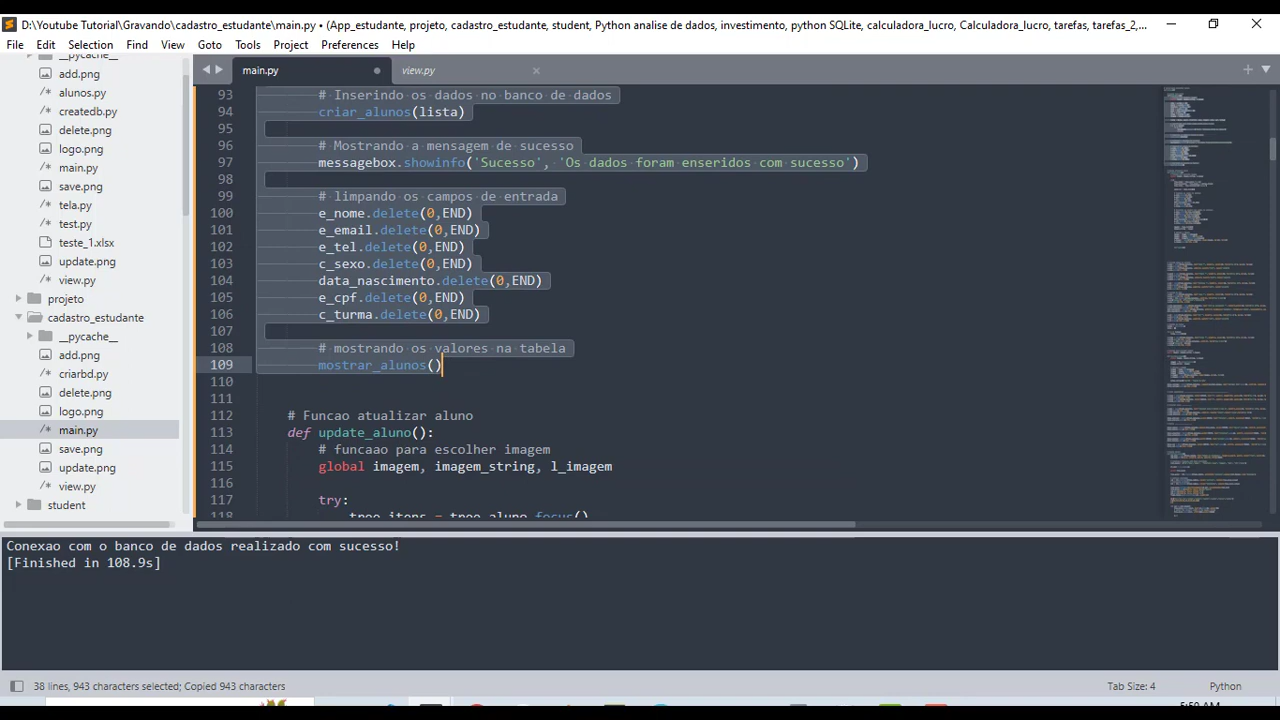 D:\Youtube Tutorial\Gravando\cadastro_estudante\main.py • (App_estudante, projeto, cadastro_estudante, student, Python analise de dados, investimento, python SQLite, calculadora_lucro, Calculadora_lucro, tarefas, tarefas_2,...
File Edit Selection Find View Goto Tools Project Preferences Help
__pycache__
add.png
alunos.py
createdb.py
delete.png
logo.png
main.py
save.png
tela.py
test.py
teste_1.xlsx
update.png
view.py
projeto
cadastro_estudante
__pycache__
add.png
criarbd.py
delete.png
logo.png
main.py
save.png
update.png
view.py
student
main.py
view.py
93 # Inserindo os dados no banco de dados
94 criar_alunos(lista)
95
96 # Mostrando a mensagem de sucesso
97 messagebox.showinfo('Sucesso', 'Os dados foram enseridos com sucesso')
98
99 # limpando os campos de entrada
100 e_nome.delete(0,END)
101 e_email.delete(0,END)
102 e_tel.delete(0,END)
103 c_sexo.delete(0,END)
104 data_nascimento.delete(0,END)
105 e_cpf.delete(0,END)
106 c_turma.delete(0,END)
107
108 # mostrando os valores na tabela
109 mostrar_alunos()
110
111
112 # Funcao atualizar aluno
113 def update_aluno():
114 # funcaao para escolher imagem
115 global imagem, imagem_string, l_imagem
116
117 try:
118 tree_itens = tree_aluno.focus()
Conexao com o banco de dados realizado com sucesso!
[Finished in 108.9s]
38 lines, 943 characters selected; Copied 943 characters
Tab Size: 4
Python